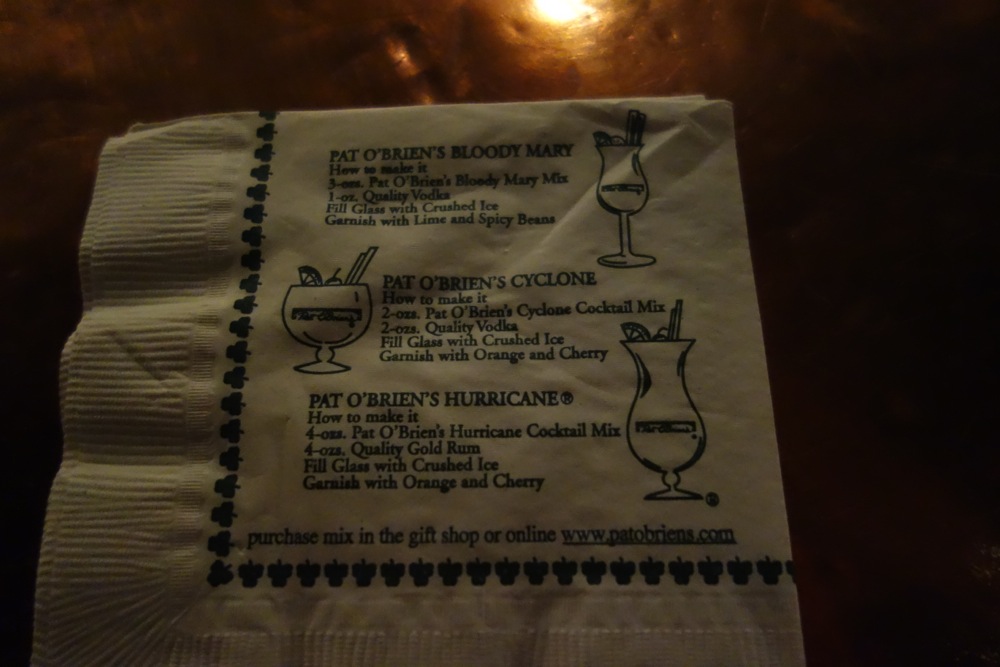 PAT O'BRIEN'S BLOODY MARY
How to make it
3-ozs. Pat O'Brien's Bloody Mary Mix
1-oz. Quality Vodka
Fill Glass with Crushed Ice
Garnish with Lime and Spicy Beans
PAT O'BRIEN'S CYCLONE
How to make it
2-ozs. Pat O'Brien's Cyclone Cocktail Mix
2-ozs. Quality Vodka
Fill Glass with Crushed Ice
Garnish with Orange and Cherry
Pat O'Brien's
PAT O'BRIEN'S HURRICANE®
How to make it
4-ozs. Pat O'Brien's Hurricane Cocktail Mix
4-ozs. Quality Gold Rum
Fill Glass with Crushed Ice
Garnish with Orange and Cherry
Pat O'Brien's
®
purchase mix in the gift shop or online www.patobriens.com